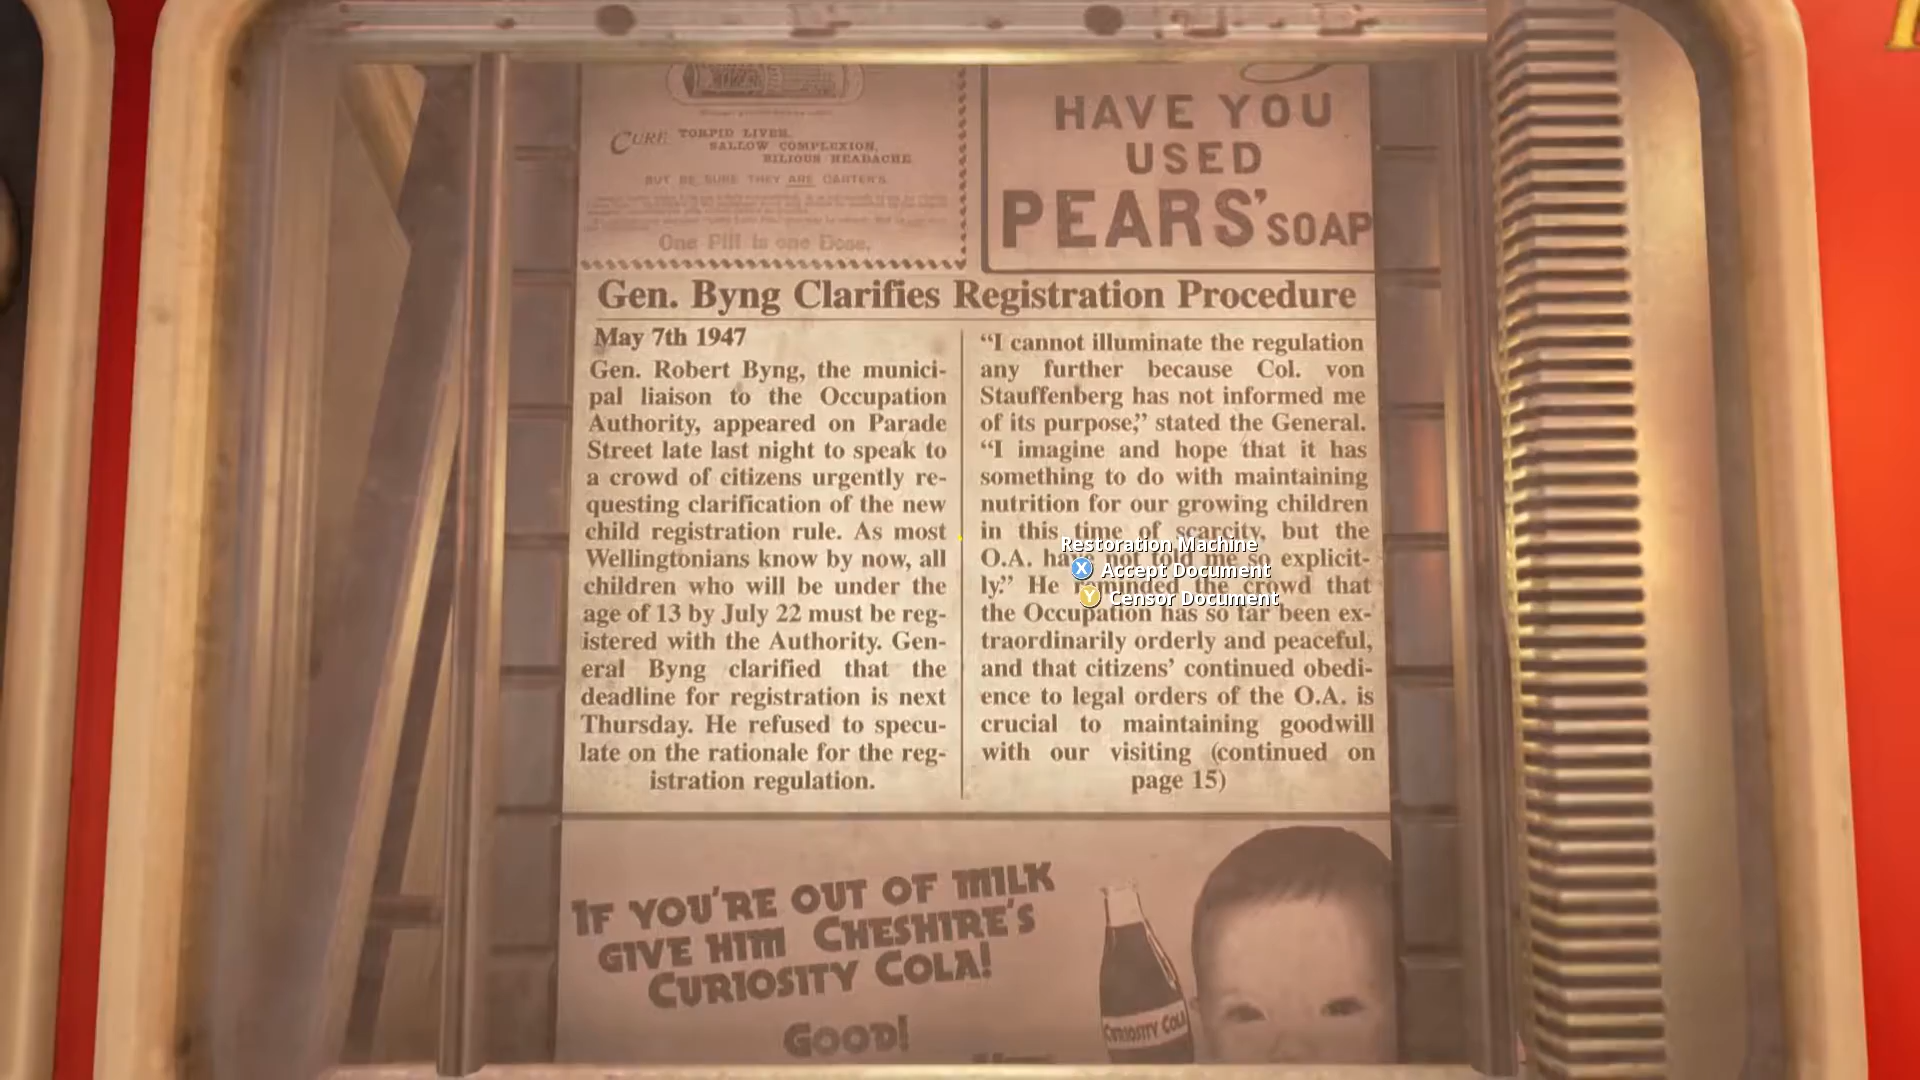 CURE TORPID LIVER,
SALLOW COMPLEXION,
BILIOUS HEADACHE
BUT BE SURE THEY ARE CARTER'S
One Pill is one Dose.
HAVE YOU
USED
PEARS' SOAP
Gen. Byng Clarifies Registration Procedure
May 7th 1947
Gen. Robert Byng, the munici-
pal liaison to the Occupation
Authority, appeared on Parade
Street late last night to speak to
a crowd of citizens urgently re-
questing clarification of the new
child registration rule. As most
Wellingtonians know by now, all
children who will be under the
age of 13 by July 22 must be reg-
istered with the Authority. Gen-
eral Byng clarified that the
deadline for registration is next
Thursday. He refused to specu-
late on the rationale for the reg-
istration regulation.
“I cannot illuminate the regulation
any further because Col. von
Stauffenberg has not informed me
of its purpose,” stated the General.
“I imagine and hope that it has
something to do with maintaining
nutrition for our growing children
in this time of scarcity, but the
O.A. have not told me so explicit-
ly.” He reminded the crowd that
the Occupation has so far been ex-
traordinarily orderly and peaceful,
and that citizens’ continued obedi-
ence to legal orders of the O.A. is
crucial to maintaining goodwill
with our visiting (continued on
page 15)
Restoration Machine
X Accept Document
Y Censor Document
IF YOU'RE OUT OF MILK
GIVE HIM CHESHIRE'S
CURIOSITY COLA!
GOOD!
CURIOSITY COLA